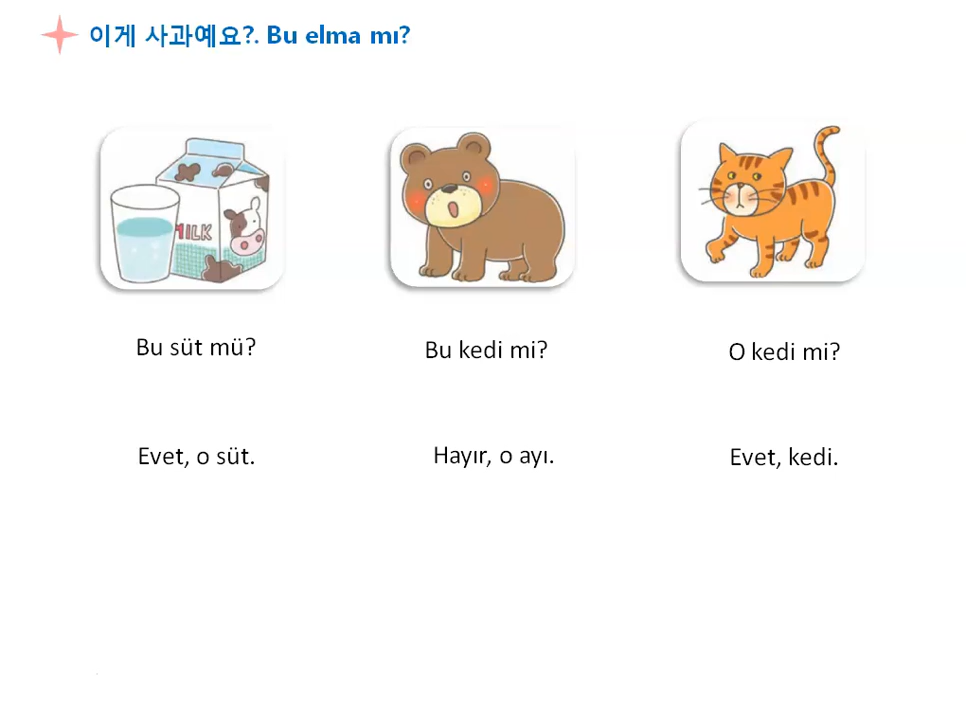 이게 사과예요?. Bu elma mı?
MILK
Bu süt mü?
Bu kedi mi?
O kedi mi?
Evet, o süt.
Hayır, o ayı.
Evet, kedi.